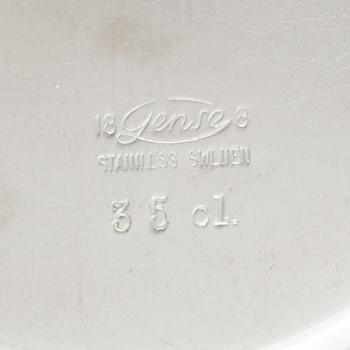 18 Gense 8
STAINLESS SWEDEN
35 cl.